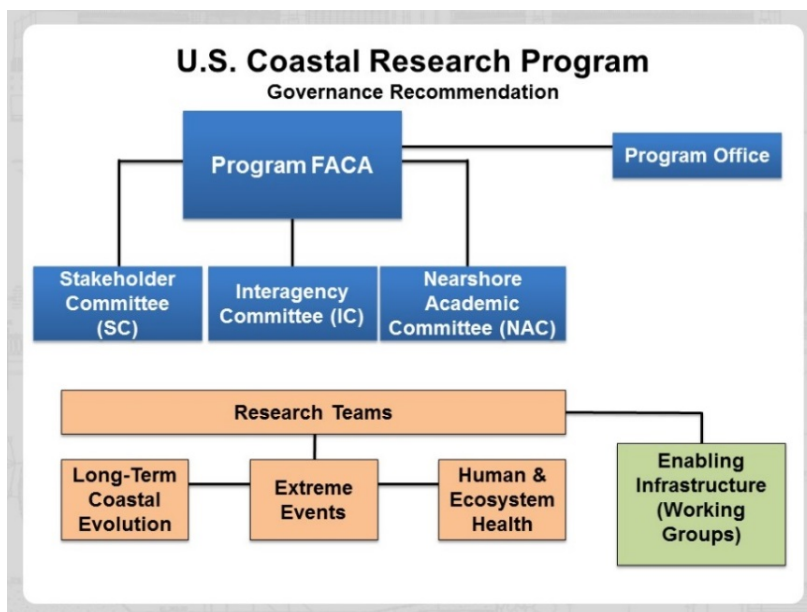 U.S. Coastal Research Program
Governance Recommendation
Program FACA
Program Office
Stakeholder
Committee
(SC)
Interagency
Committee (IC)
Nearshore
Academic
Committee (NAC)
Research Teams
Long-Term
Coastal
Evolution
Extreme
Events
Human &
Ecosystem
Health
Enabling
Infrastructure
(Working
Groups)